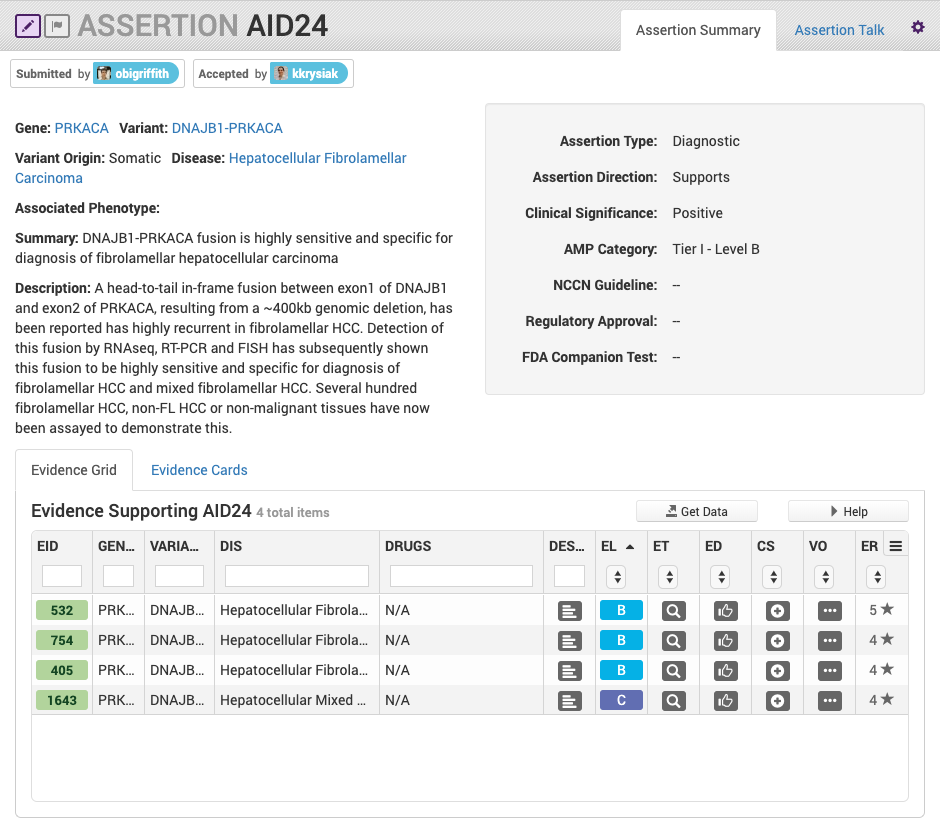 ASSERTION AID24
Assertion Summary
Assertion Talk
Submitted by obigriffith
Accepted by kkrysiak
Gene: PRKACA Variant: DNAJB1-PRKACA
Variant Origin: Somatic Disease: Hepatocellular Fibrolamellar
Carcinoma
Associated Phenotype:
Summary: DNAJB1-PRKACA fusion is highly sensitive and specific for
diagnosis of fibrolamellar hepatocellular carcinoma
Description: A head-to-tail in-frame fusion between exon1 of DNAJB1
and exon2 of PRKACA, resulting from a ~400kb genomic deletion, has
been reported has highly recurrent in fibrolamellar HCC. Detection of
this fusion by RNAseq, RT-PCR and FISH has subsequently shown
this fusion to be highly sensitive and specific for diagnosis of
fibrolamellar HCC and mixed fibrolamellar HCC. Several hundred
fibrolamellar HCC, non-FL HCC or non-malignant tissues have now
been assayed to demonstrate this.
Assertion Type: Diagnostic
Assertion Direction: Supports
Clinical Significance: Positive
AMP Category: Tier I - Level B
NCCN Guideline: --
Regulatory Approval: --
FDA Companion Test: --
Evidence Grid
Evidence Cards
Evidence Supporting AID24 4 total items
Get Data
Help
EID GEN... VARIA... DIS DRUGS DES... EL ET ED CS VO ER
532 PRK... DNAJB... Hepatocellular Fibrola... N/A B 5
754 PRK... DNAJB... Hepatocellular Fibrola... N/A B 4
405 PRK... DNAJB... Hepatocellular Fibrola... N/A B 4
1643 PRK... DNAJB... Hepatocellular Mixed ... N/A C 4